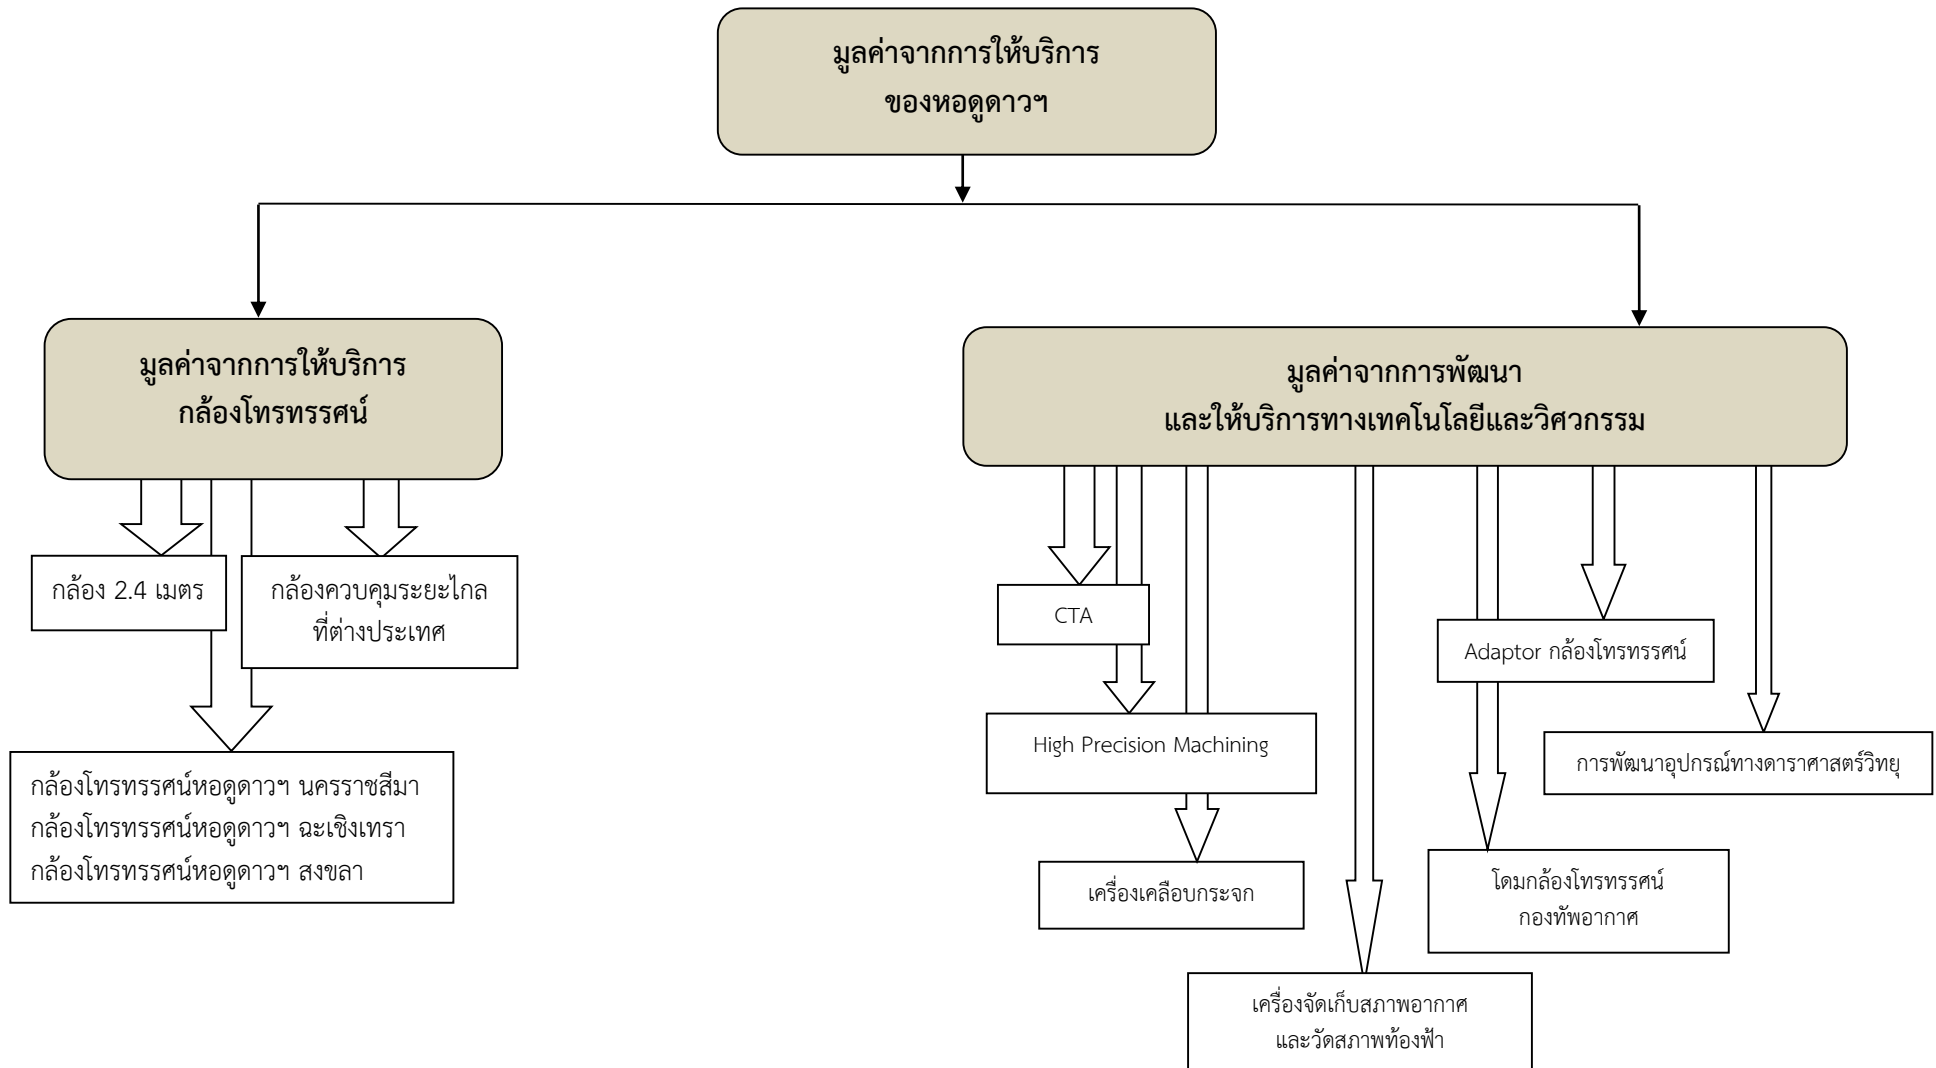 มูลค่าจากการให้บริการ
ของหอดูดาวฯ
มูลค่าจากการให้บริการ
กล้องโทรทรรศน์
มูลค่าจากการพัฒนา
และให้บริการทางเทคโนโลยีและวิศวกรรม
กล้อง 2.4 เมตร
กล้องควบคุมระยะไกล
ที่ต่างประเทศ
กล้องโทรทรรศน์หอดูดาวฯ นครราชสีมา
กล้องโทรทรรศน์หอดูดาวฯ ฉะเชิงเทรา
กล้องโทรทรรศน์หอดูดาวฯ สงขลา
CTA
High Precision Machining
เครื่องเคลือบกระจก
เครื่องจัดเก็บสภาพอากาศ
และวัดสภาพท้องฟ้า
Adaptor กล้องโทรทรรศน์
โดมกล้องโทรทรรศน์
กองทัพอากาศ
การพัฒนาอุปกรณ์ทางดาราศาสตร์วิทยุ